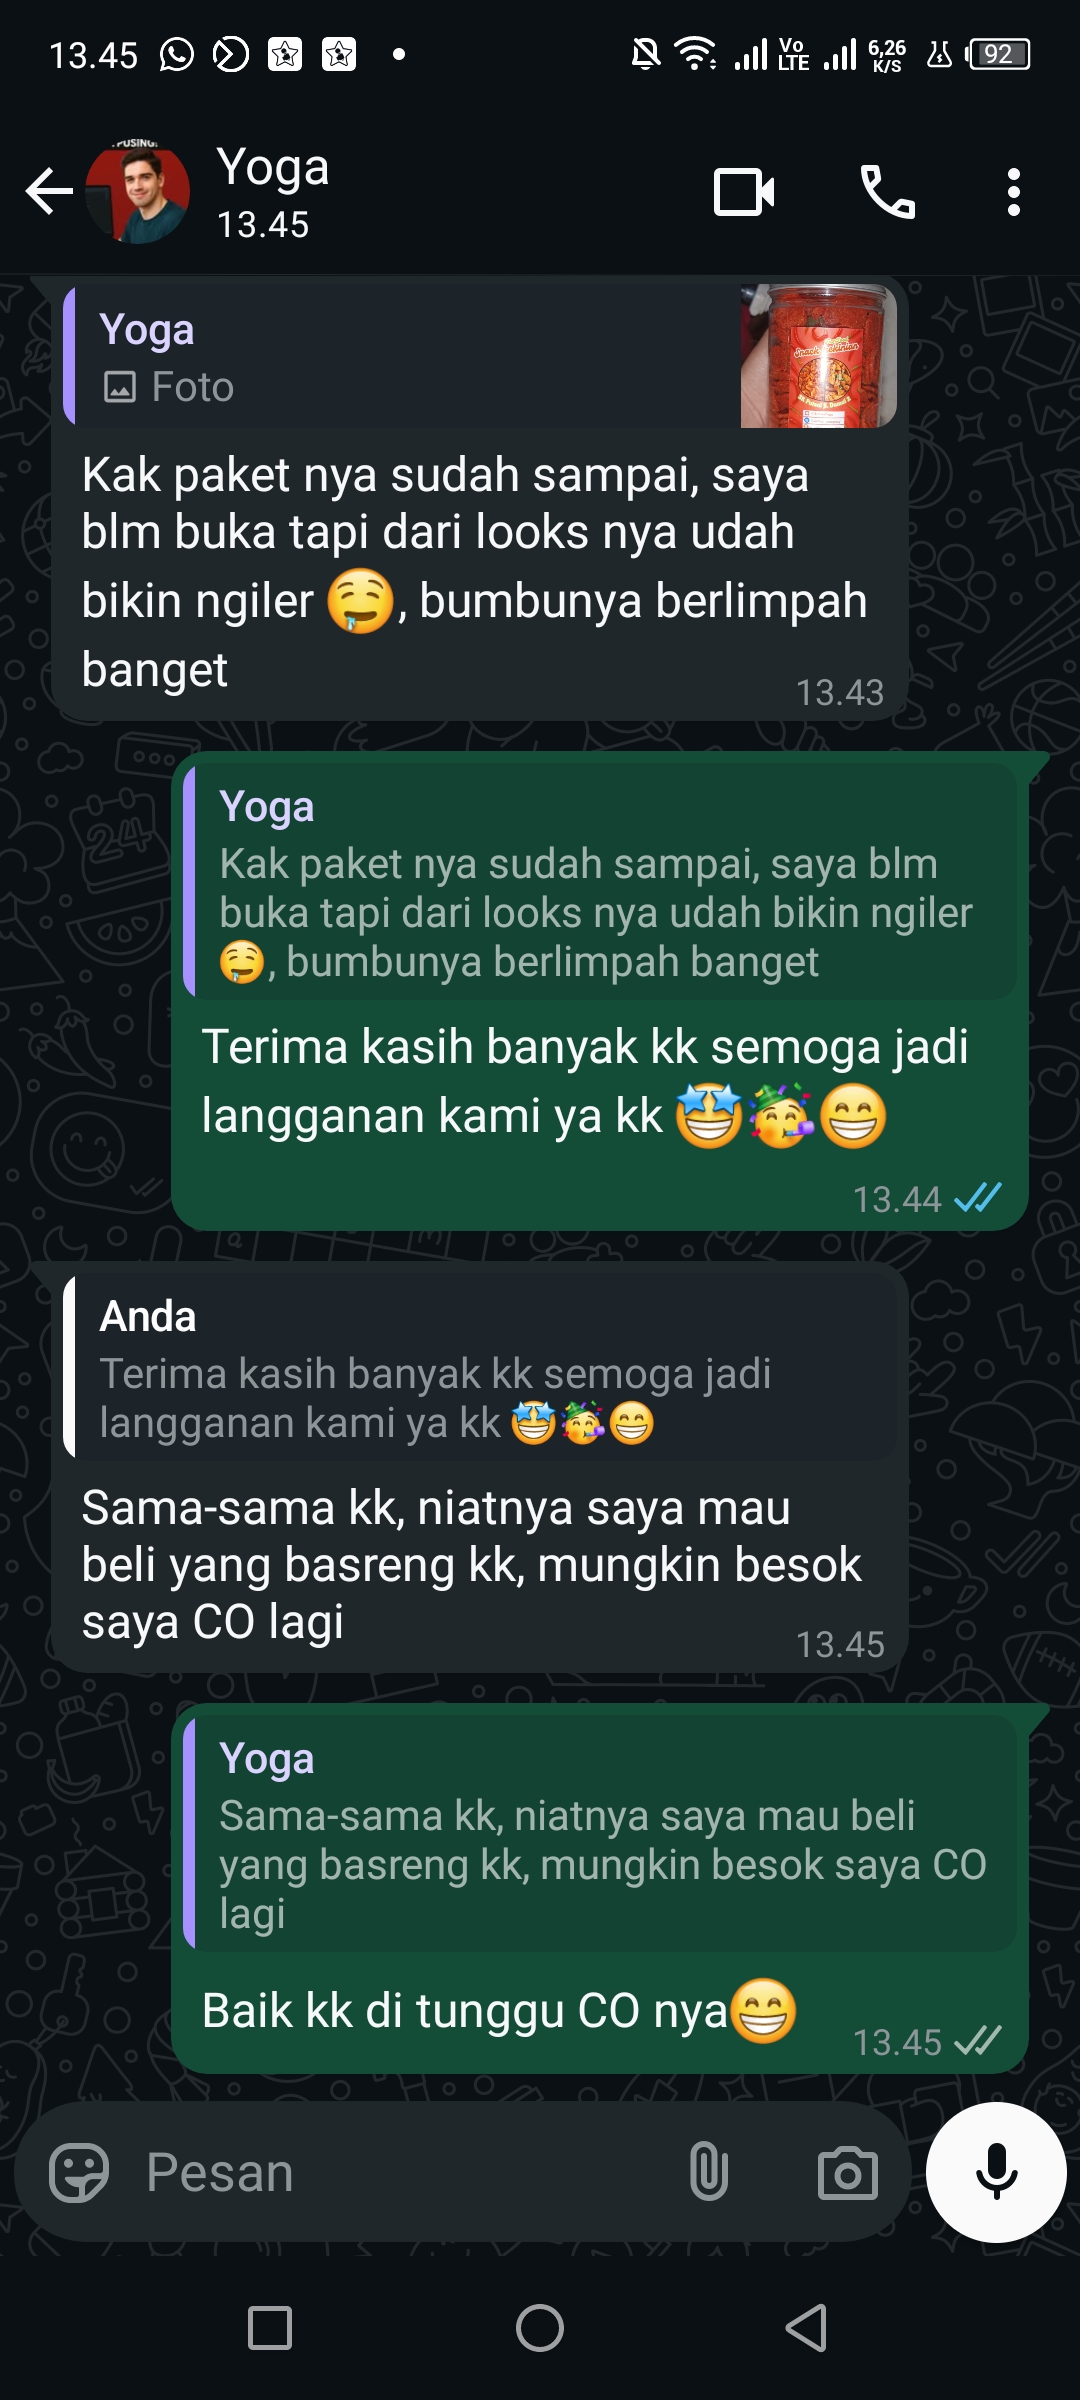 13.45
Vo
LTE
6,26
K/S
92
PUSING
Yoga
13.45
Yoga
Foto
Kak paket nya sudah sampai, saya
blm buka tapi dari looks nya udah
bikin ngiler 🤤, bumbunya berlimpah
banget
13.43
Yoga
Kak paket nya sudah sampai, saya blm
buka tapi dari looks nya udah bikin ngiler
🤤, bumbunya berlimpah banget
Terima kasih banyak kk semoga jadi
langganan kami ya kk 🤩🥳😁
13.44
Anda
Terima kasih banyak kk semoga jadi
langganan kami ya kk 🤩🥳😁
Sama-sama kk, niatnya saya mau
beli yang basreng kk, mungkin besok
saya CO lagi
13.45
Yoga
Sama-sama kk, niatnya saya mau beli
yang basreng kk, mungkin besok saya CO
lagi
Baik kk di tunggu CO nya😁
13.45
Pesan